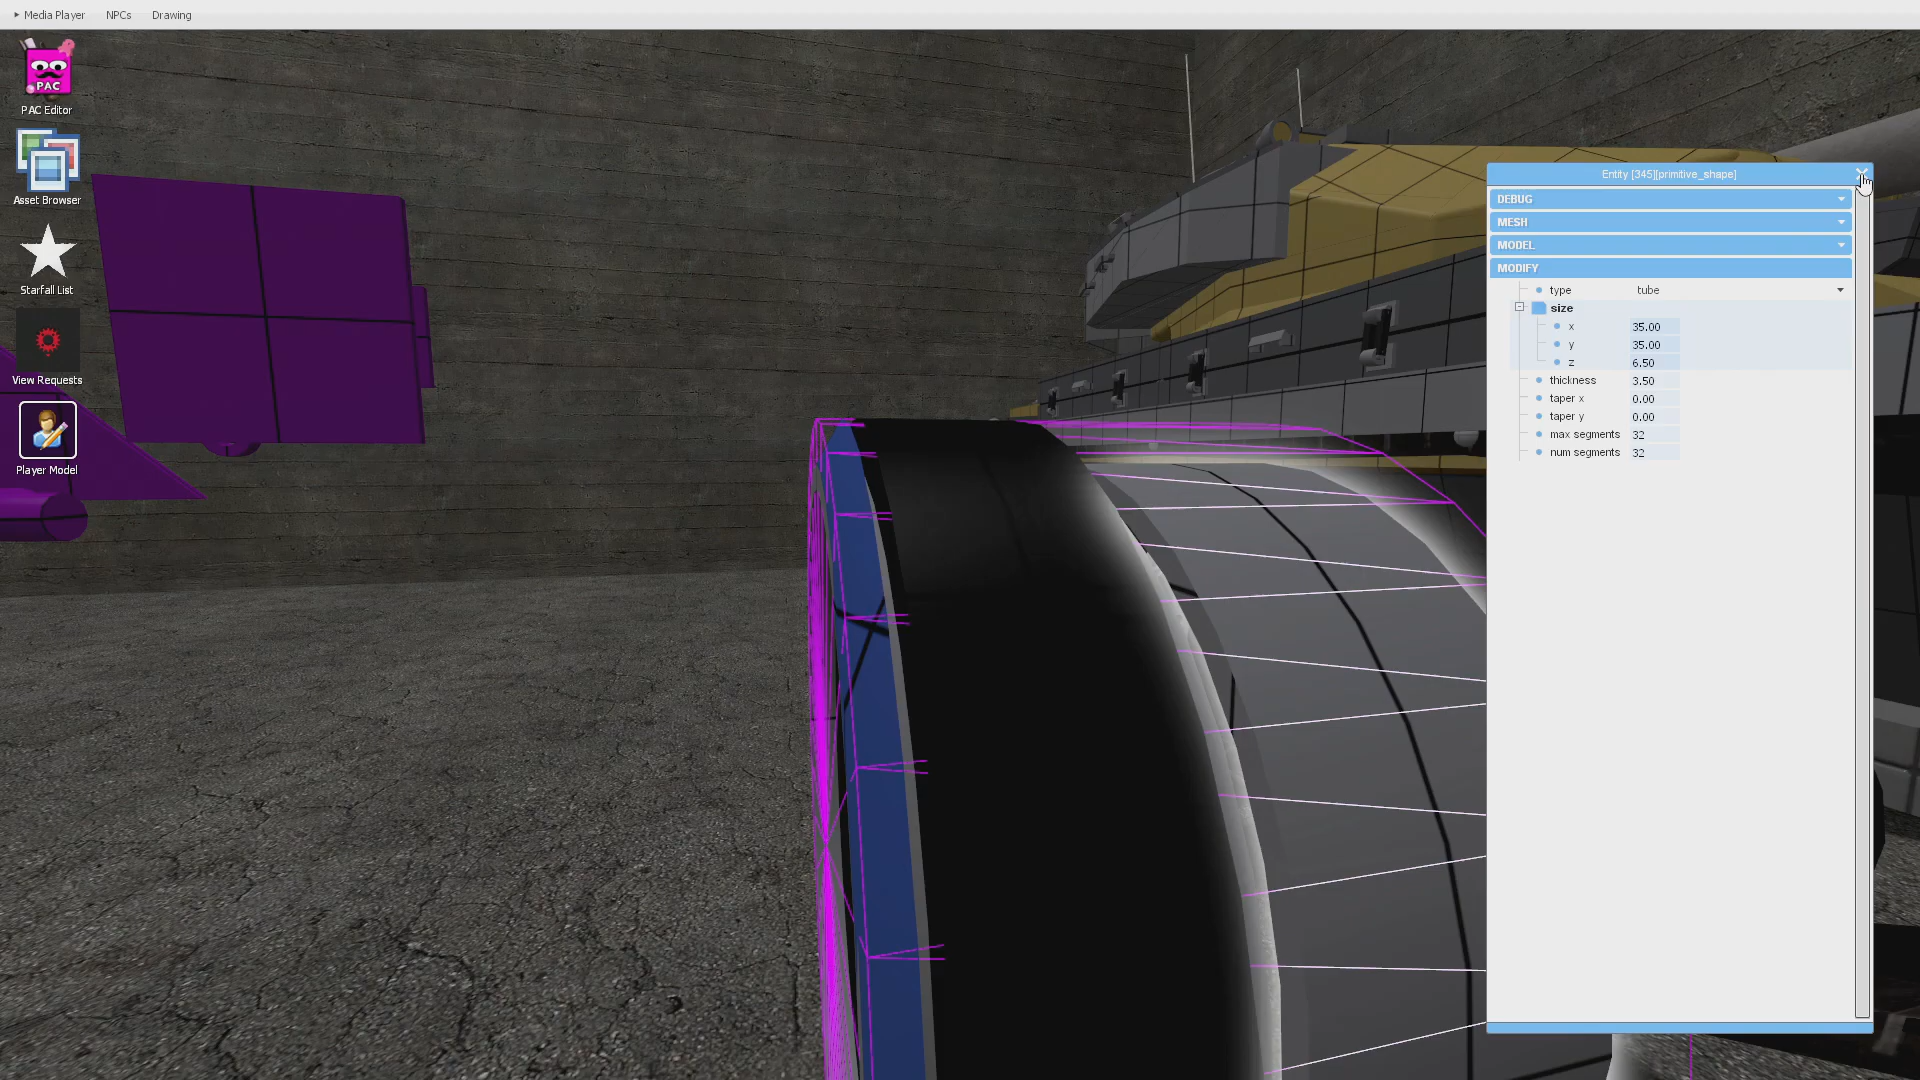 Media Player NPCs Drawing
PAC
PAC Editor
Asset Browser
Starfall List
View Requests
Player Model
Entity [345][primitive_shape]
DEBUG
MESH
MODEL
MODIFY
type tube
size
x 35.00
y 35.00
z 6.50
thickness 3.50
taper x 0.00
taper y 0.00
max segments 32
num segments 32